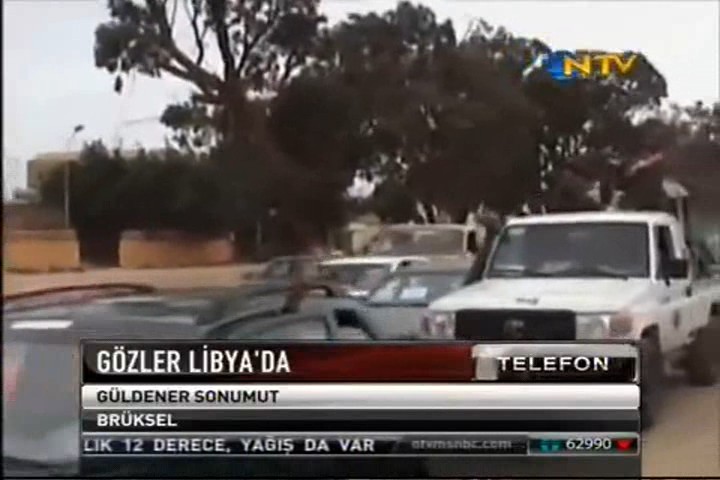 NTV
GÖZLER LİBYA'DA
TELEFON
GÜLDENER SONUMUT
BRÜKSEL
LIK 12 DERECE, YAĞIŞ DA VAR
ntvmsnbc.com
62990